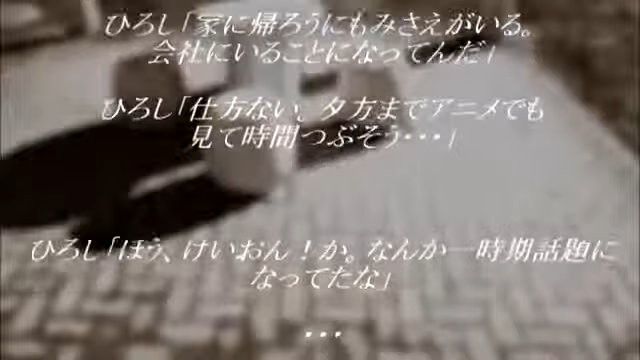 ひろし「家に帰ろうにもみさえがいる。
会社にいることになってんだ」
ひろし「仕方ない。夕方までアニメでも
見て時間つぶそう・・・」
ひろし「ほう、けいおん！か。なんか一時期話題に
なってたな」
・・・